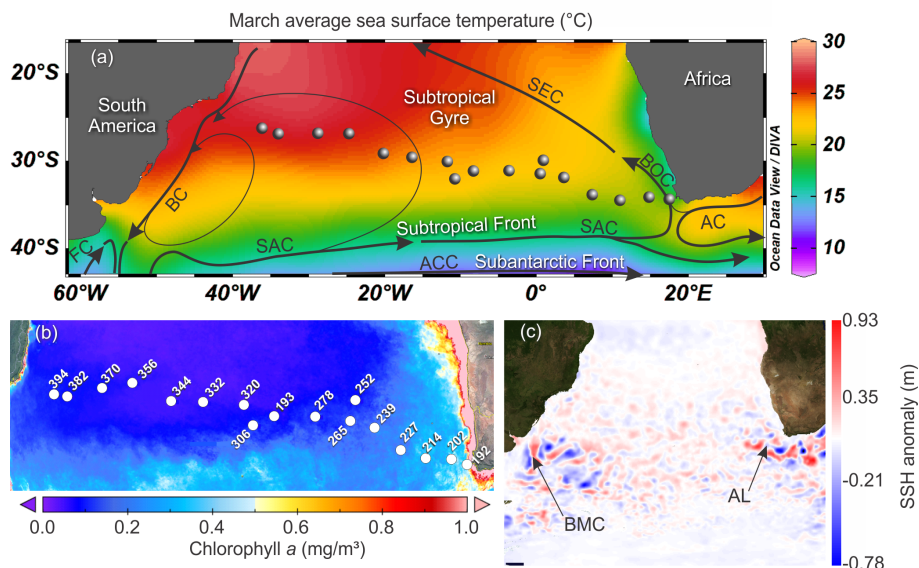 March average sea surface temperature (°C)
(a)
20°S
30°S
40°S
60°W
40°W
20°W
0°
20°E
South
America
Africa
Subtropical
Gyre
SEC
BOC
BC
AC
FC
SAC
Subtropical Front
SAC
ACC
Subantarctic Front
30
25
20
15
10
Ocean Data View / DIVA
(b)
394
382
370
356
344
332
320
306
193
278
265
252
239
227
214
202
192
0.0
0.2
0.4
0.6
0.8
1.0
Chlorophyll a (mg/m³)
(c)
BMC
AL
0.93
0.36
-0.21
-0.78
SSH anomaly (m)